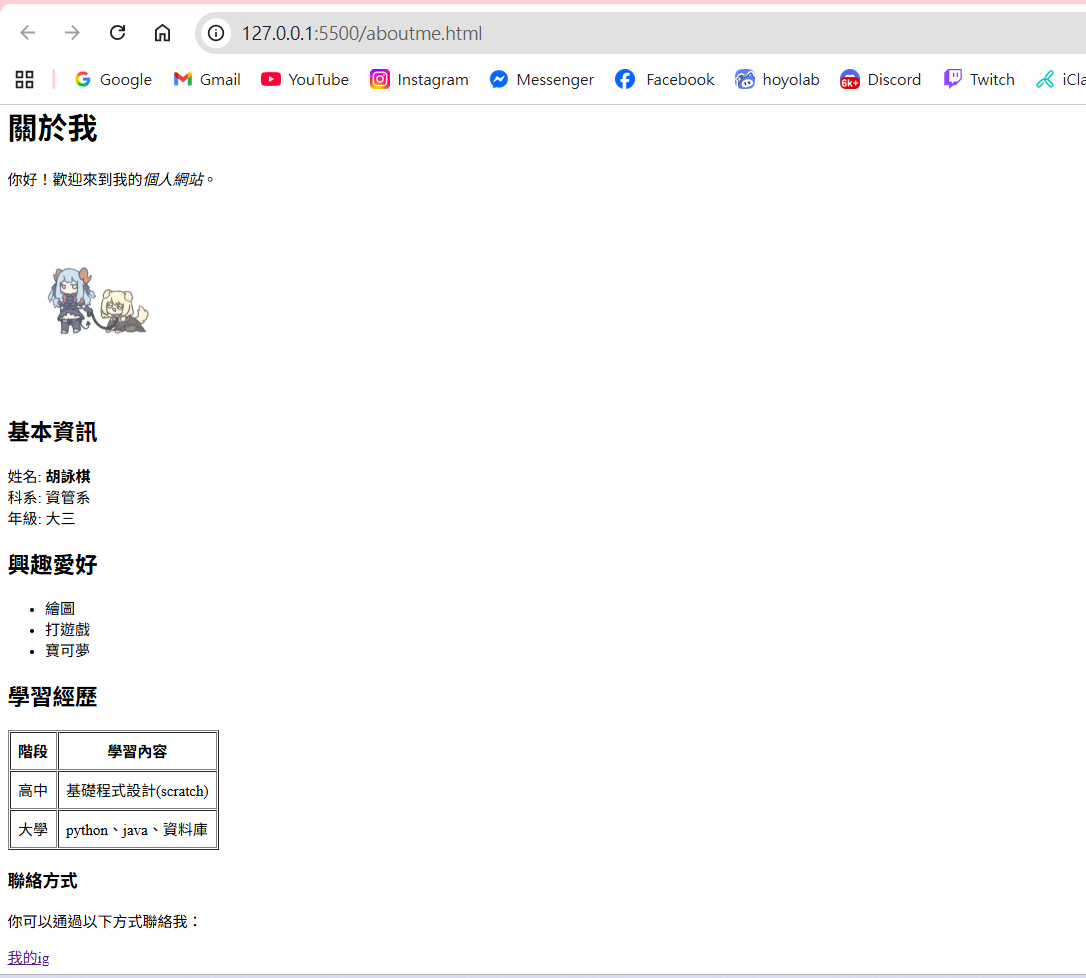 127.0.0.1:5500/aboutme.html
Google Gmail YouTube Instagram Messenger Facebook hoyolab 6k+ Discord Twitch iCla
關於我
你好！歡迎來到我的個人網站。
基本資訊
姓名: 胡詠棋
科系: 資管系
年級: 大三
興趣愛好
繪圖
打遊戲
寶可夢
學習經歷
階段 學習內容
高中 基礎程式設計(scratch)
大學 python、java、資料庫
聯絡方式
你可以通過以下方式聯絡我：
我的ig